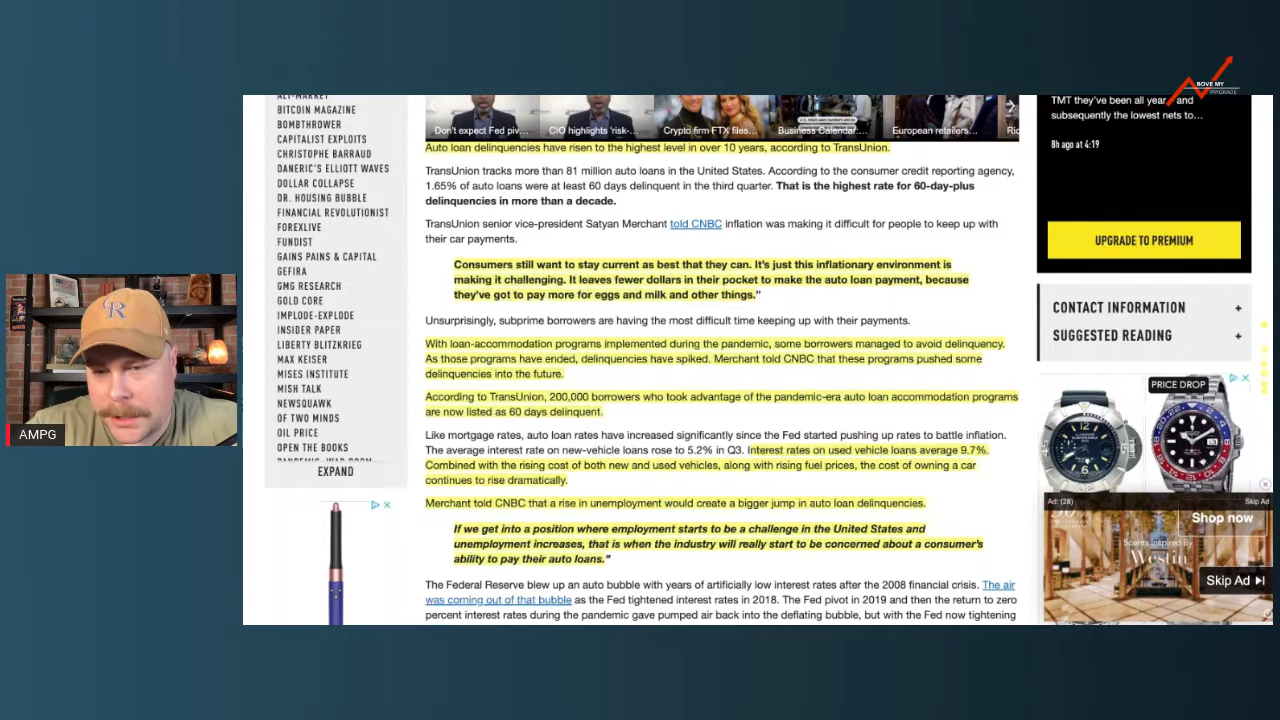 BOVE MY
PAYGRADE
ALT-MARKET
BITCOIN MAGAZINE
BOMBTHROWER
CAPITALIST EXPLOITS
CHRISTOPHE BARRAUD
DANERIC'S ELLIOTT WAVES
DOLLAR COLLAPSE
DR. HOUSING BUBBLE
FINANCIAL REVOLUTIONIST
FOREXLIVE
FUNDIST
GAINS PAINS & CAPITAL
GEFIRA
GMG RESEARCH
GOLD CORE
IMPLODE-EXPLODE
INSIDER PAPER
LIBERTY BLITZKRIEG
MAX KEISER
MISES INSTITUTE
MISH TALK
NEWSQUAWK
OF TWO MINDS
OIL PRICE
OPEN THE BOOKS
EXPAND
Don't expect Fed piv...
CIO highlights 'risk-...
Crypto firm FTX files...
Business Calendar:...
European retailers...
Ric
Auto loan delinquencies have risen to the highest level in over 10 years, according to TransUnion.
TransUnion tracks more than 81 million auto loans in the United States. According to the consumer credit reporting agency,
1.65% of auto loans were at least 60 days delinquent in the third quarter. That is the highest rate for 60-day-plus
delinquencies in more than a decade.
TransUnion senior vice-president Satyan Merchant told CNBC inflation was making it difficult for people to keep up with
their car payments.
Consumers still want to stay current as best that they can. It's just this inflationary environment is
making it challenging. It leaves fewer dollars in their pocket to make the auto loan payment, because
they've got to pay more for eggs and milk and other things."
Unsurprisingly, subprime borrowers are having the most difficult time keeping up with their payments.
With loan-accommodation programs implemented during the pandemic, some borrowers managed to avoid delinquency.
As those programs have ended, delinquencies have spiked. Merchant told CNBC that these programs pushed some
delinquencies into the future.
According to TransUnion, 200,000 borrowers who took advantage of the pandemic-era auto loan accommodation programs
are now listed as 60 days delinquent.
Like mortgage rates, auto loan rates have increased significantly since the Fed started pushing up rates to battle inflation.
The average interest rate on new-vehicle loans rose to 5.2% in Q3. Interest rates on used vehicle loans average 9.7%.
Combined with the rising cost of both new and used vehicles, along with rising fuel prices, the cost of owning a car
continues to rise dramatically.
Merchant told CNBC that a rise in unemployment would create a bigger jump in auto loan delinquencies.
If we get into a position where employment starts to be a challenge in the United States and
unemployment increases, that is when the industry will really start to be concerned about a consumer's
ability to pay their auto loans."
The Federal Reserve blew up an auto bubble with years of artificially low interest rates after the 2008 financial crisis. The air
was coming out of that bubble as the Fed tightened interest rates in 2018. The Fed pivot in 2019 and then the return to zero
percent interest rates during the pandemic gave pumped air back into the deflating bubble, but with the Fed now tightening
TMT they've been all year, and
subsequently the lowest nets to...
8h ago at 4:19
UPGRADE TO PREMIUM
CONTACT INFORMATION +
SUGGESTED READING +
PRICE DROP
Ad: (28)
Skip Ad
Shop now
Scents Inspired By
Westin
Skip Ad
AMPG